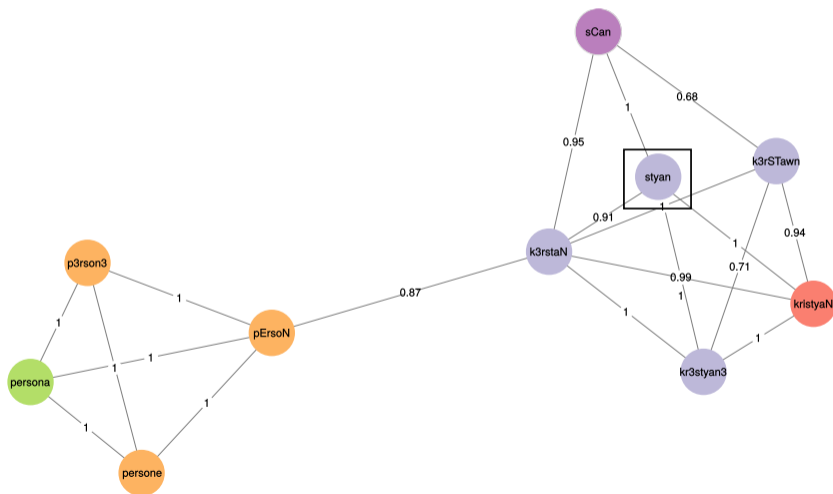 sCan
0.68
1
0.95
k3rSTawn
styan
1
0.91
0.94
k3rstaN
1
p3rson3
0.71
0.99
0.87
1
1
kristyaN
1
1
pErsoN
1
1
1
kr3styan3
persona
1
1
persone